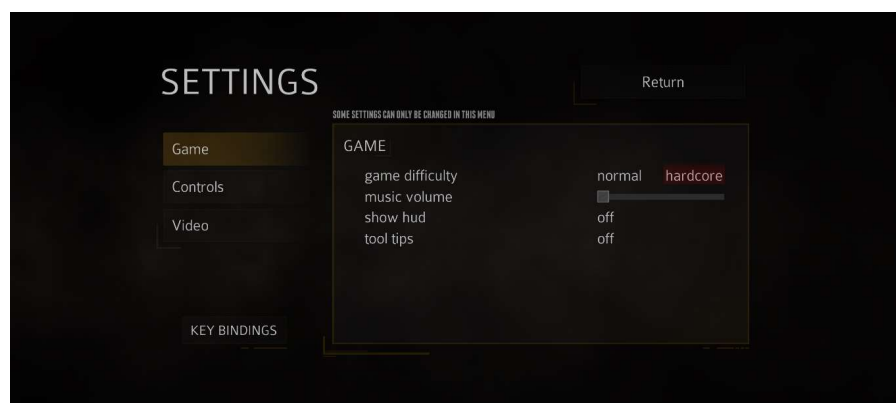 SETTINGS
Return
SOME SETTINGS CAN ONLY BE CHANGED IN THIS MENU
Game
Controls
Video
KEY BINDINGS
GAME
game difficulty normal hardcore
music volume
show hud off
tool tips off